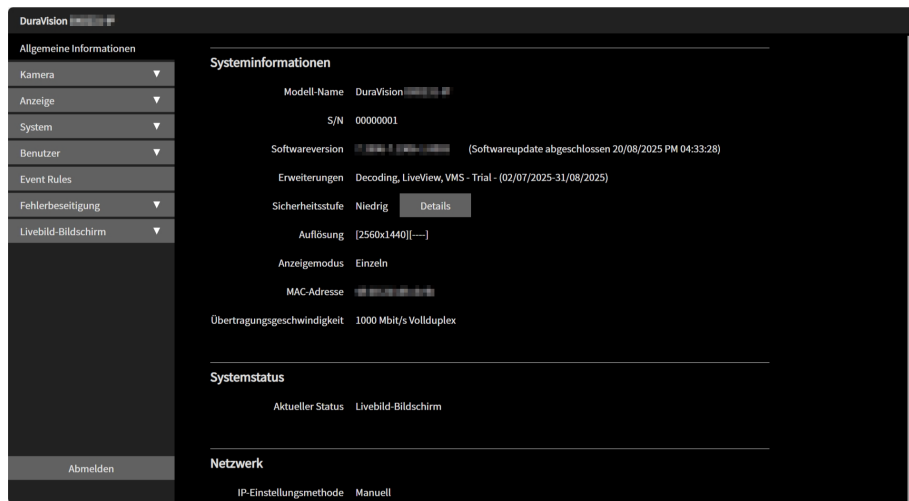 DuraVision
Allgemeine Informationen
Kamera ▼
Anzeige ▼
System ▼
Benutzer ▼
Event Rules
Fehlerbeseitigung ▼
Livebild-Bildschirm ▼
Abmelden
Systeminformationen
Modell-Name DuraVision
S/N 00000001
Softwareversion (Softwareupdate abgeschlossen 20/08/2025 PM 04:33:28)
Erweiterungen Decoding, LiveView, VMS - Trial - (02/07/2025-31/08/2025)
Sicherheitsstufe Niedrig Details
Auflösung [2560x1440][----]
Anzeigemodus Einzeln
MAC-Adresse
Übertragungsgeschwindigkeit 1000 Mbit/s Vollduplex
Systemstatus
Aktueller Status Livebild-Bildschirm
Netzwerk
IP-Einstellungsmethode Manuell